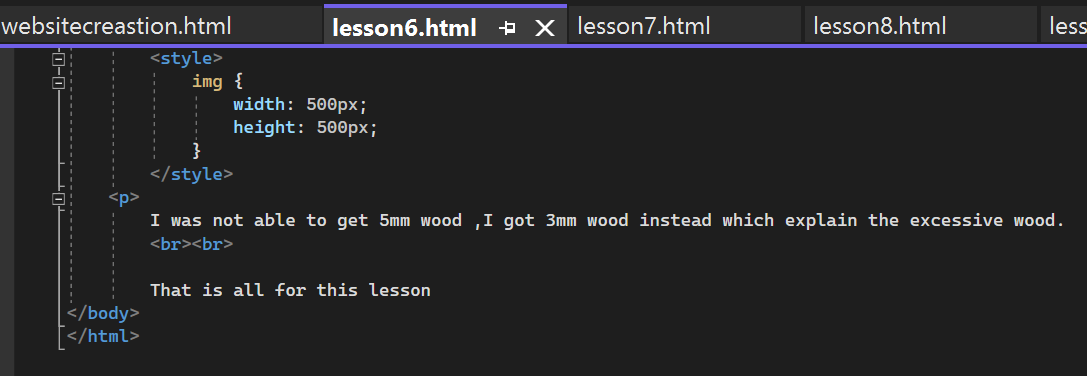 websitecreastion.html lesson6.html lesson7.html lesson8.html less
<style>
img {
width: 500px;
height: 500px;
}
</style>
<p>
I was not able to get 5mm wood ,I got 3mm wood instead which explain the excessive wood.
<br><br>
That is all for this lesson
</body>
</html>